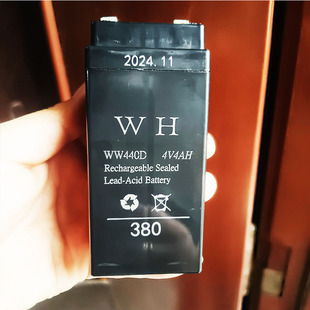 2024.11
W H
WW440D 4V4AH
Rechargeable Sealed
Lead-Acid Battery
380